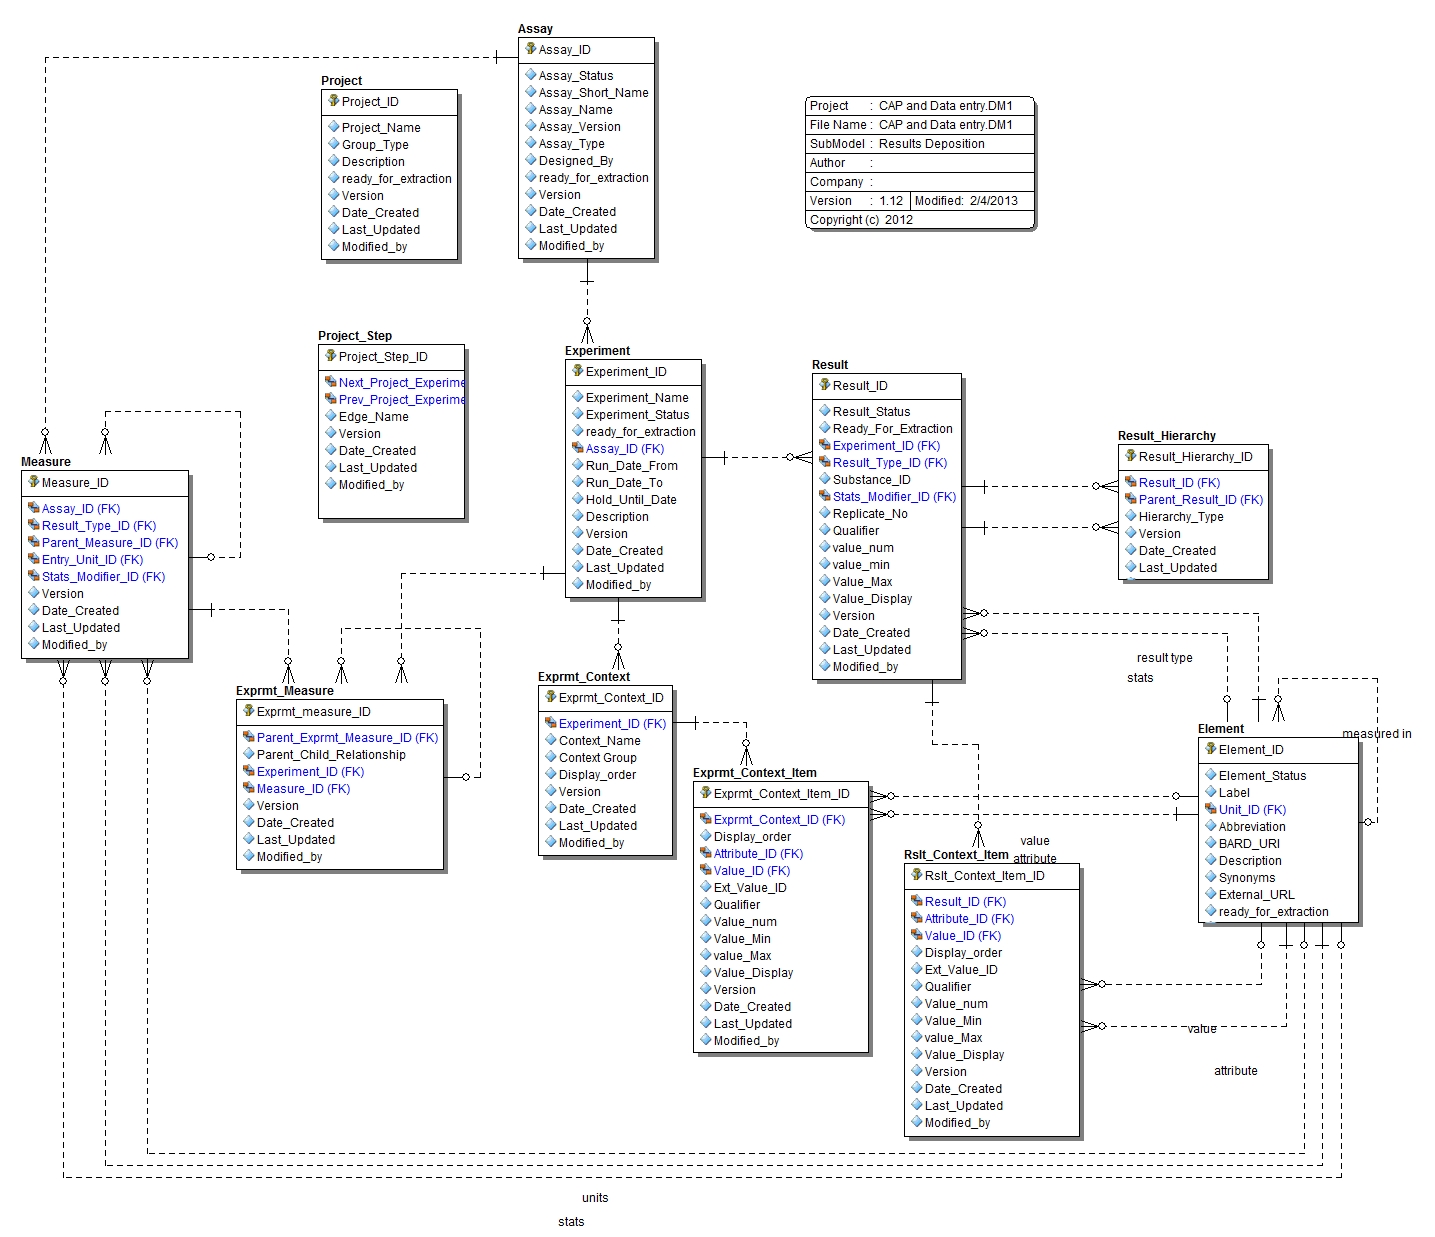 Assay
Assay_ID
Assay_Status
Assay_Short_Name
Assay_Name
Assay_Version
Assay_Type
Designed_By
ready_for_extraction
Version
Date_Created
Last_Updated
Modified_by
Project
Project_ID
Project_Name
Group_Type
Description
ready_for_extraction
Version
Date_Created
Last_Updated
Modified_by
Project : CAP and Data entry.DM1
File Name : CAP and Data entry.DM1
SubModel : Results Deposition
Author :
Company :
Version : 1.12 Modified: 2/4/2013
Copyright (c) 2012
Project_Step
Project_Step_ID
Next_Project_Experime
Prev_Project_Experime
Edge_Name
Version
Date_Created
Last_Updated
Modified_by
Experiment
Experiment_ID
Experiment_Name
Experiment_Status
ready_for_extraction
Assay_ID (FK)
Run_Date_From
Run_Date_To
Hold_Until_Date
Description
Version
Date_Created
Last_Updated
Modified_by
Result
Result_ID
Result_Status
Ready_For_Extraction
Experiment_ID (FK)
Result_Type_ID (FK)
Substance_ID
Stats_Modifier_ID (FK)
Replicate_No
Qualifier
value_num
value_min
Value_Max
Value_Display
Version
Date_Created
Last_Updated
Modified_by
Result_Hierarchy
Result_Hierarchy_ID
Result_ID (FK)
Parent_Result_ID (FK)
Hierarchy_Type
Version
Date_Created
Last_Updated
Measure
Measure_ID
Assay_ID (FK)
Result_Type_ID (FK)
Parent_Measure_ID (FK)
Entry_Unit_ID (FK)
Stats_Modifier_ID (FK)
Version
Date_Created
Last_Updated
Modified_by
result type
stats
Exprmt_Measure
Exprmt_measure_ID
Parent_Exprmt_Measure_ID (FK)
Parent_Child_Relationship
Experiment_ID (FK)
Measure_ID (FK)
Version
Date_Created
Last_Updated
Modified_by
Exprmt_Context
Exprmt_Context_ID
Experiment_ID (FK)
Context_Name
Context Group
Display_order
Version
Date_Created
Last_Updated
Modified_by
Exprmt_Context_Item
Exprmt_Context_Item_ID
Exprmt_Context_ID (FK)
Display_order
Attribute_ID (FK)
Value_ID (FK)
Ext_Value_ID
Qualifier
Value_num
Value_Min
value_Max
Value_Display
Version
Date_Created
Last_Updated
Modified_by
value
attribute
Rslt_Context_Item
Rslt_Context_Item_ID
Result_ID (FK)
Attribute_ID (FK)
Value_ID (FK)
Display_order
Ext_Value_ID
Qualifier
Value_num
Value_Min
value_Max
Value_Display
Version
Date_Created
Last_Updated
Modified_by
Element
measured in
Element_ID
Element_Status
Label
Unit_ID (FK)
Abbreviation
BARD_URI
Description
Synonyms
External_URL
ready_for_extraction
value
attribute
units
stats